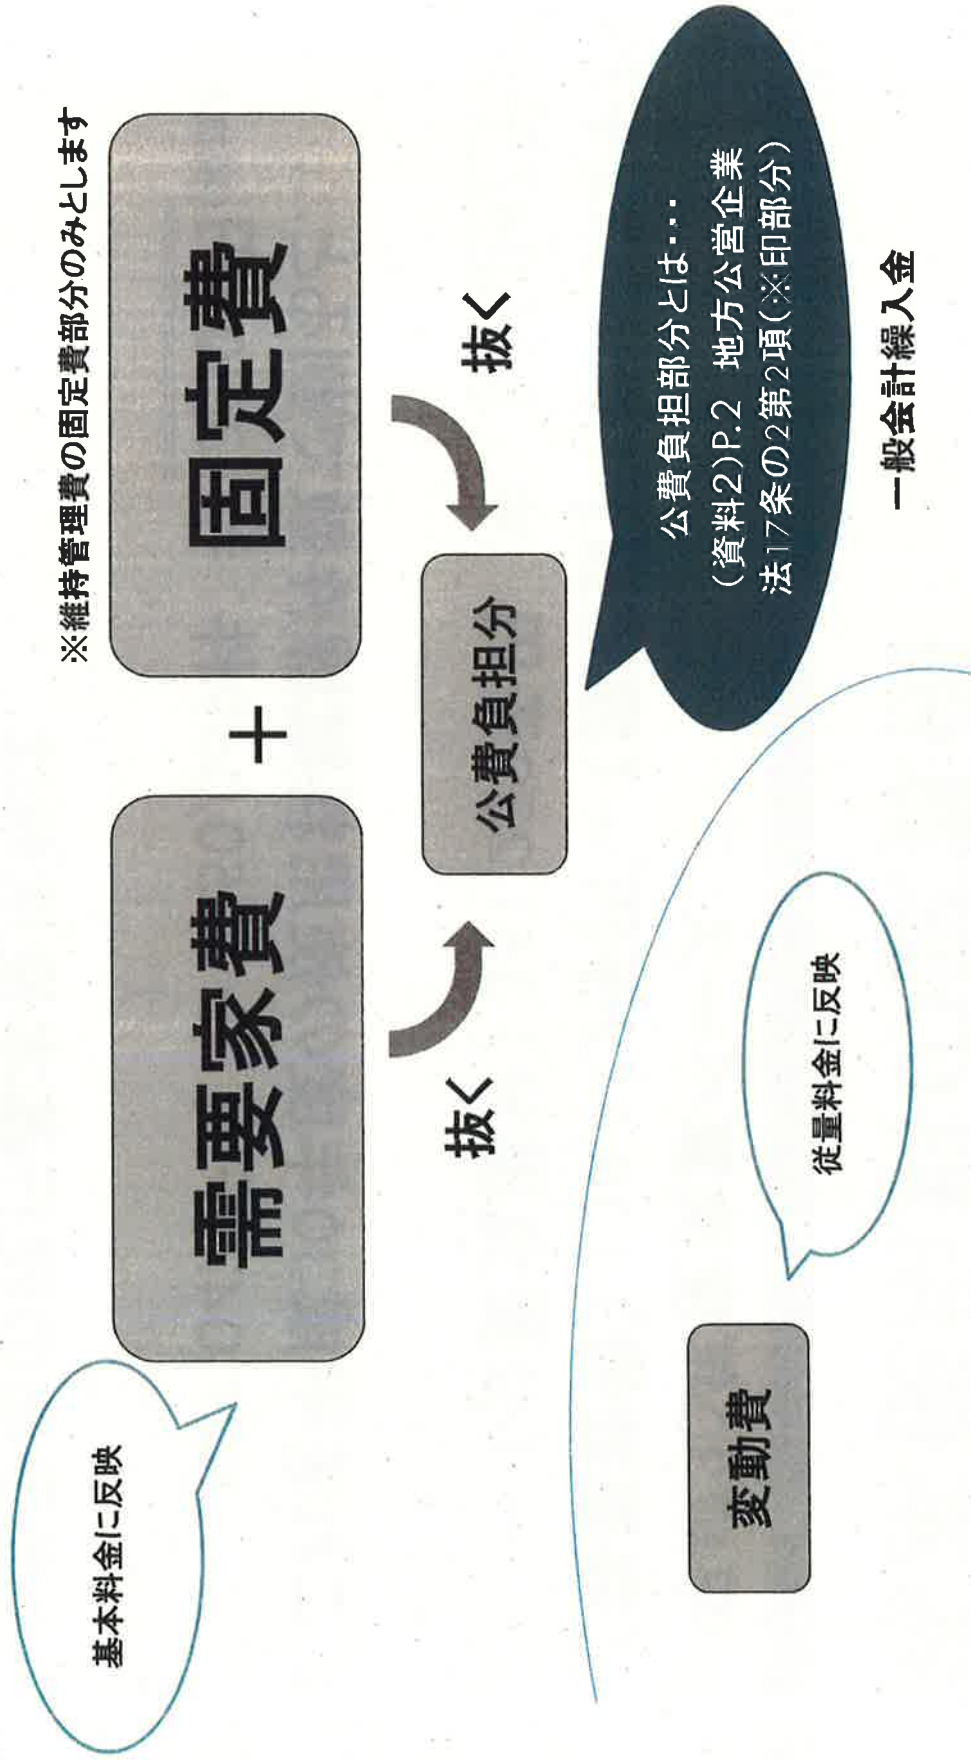 ※維持管理費の固定費部分のみとします
基本料金に反映
需要家費
＋
固定費
抜く
抜く
公費負担分
公費負担部分とは・・・
(資料2)P.2　地方公営企業
法17条の2第2項(※印部分)
一般会計繰入金
変動費
従量料金に反映